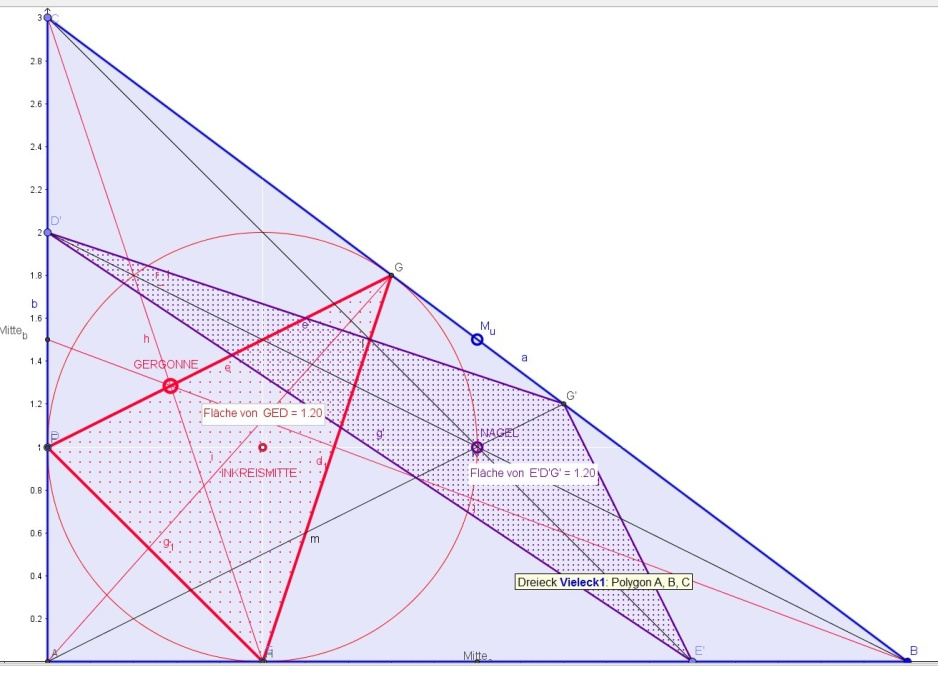 3
C
2.8
2.6
2.4
2.2
D'
2
G
1.8
b
1.6
e
Mitte_b
h
M_u
a
1.4
GERGONNE
e
G'
1.2
Fläche von GED = 1.20
g
NAGEL
1
INKREISMITTE
d_1
Fläche von E'D'G' = 1.20
i
0.8
g_1
m
0.6
Dreieck Vieleck1: Polygon A, B, C
0.4
0.2
A
H
Mitte
E'
B